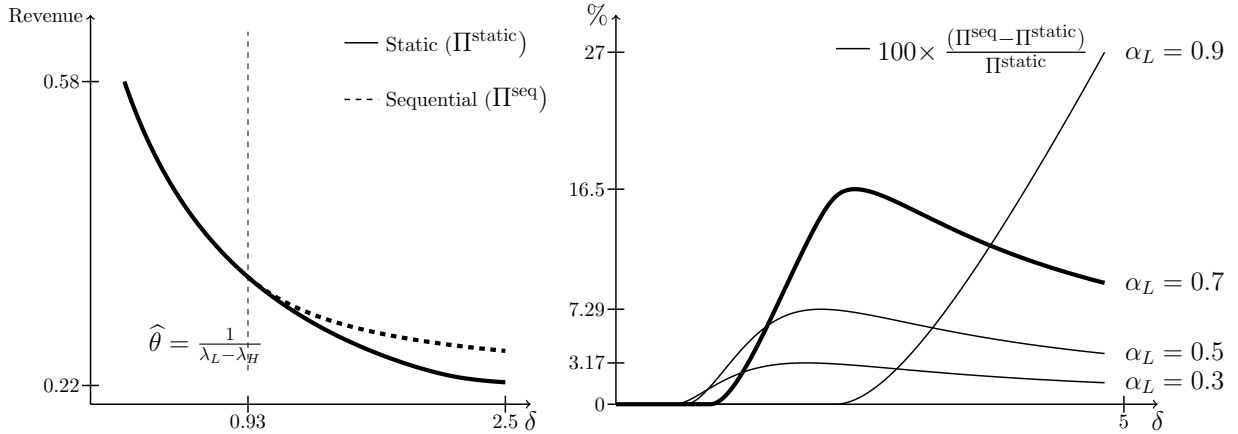 Revenue
0.58
0.22
0.93
2.5 δ
Static (Π^static)
Sequential (Π^seq)
θ̂ = 1/(λ_L−λ_H)
%
27
16.5
7.29
3.17
0
5
δ
100× (Π^seq−Π^static)/Π^static
α_L = 0.9
α_L = 0.7
α_L = 0.5
α_L = 0.3